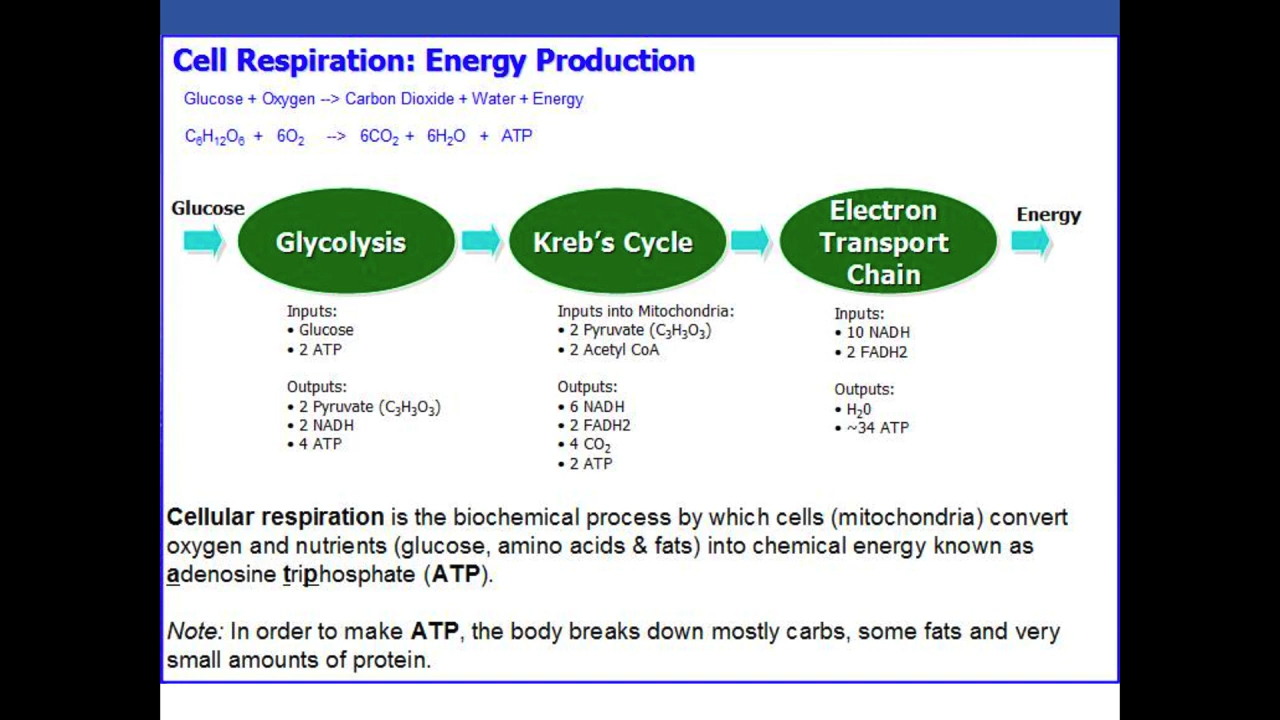 Cell Respiration: Energy Production
Glucose + Oxygen --> Carbon Dioxide + Water + Energy
C₆H₁₂O₆ + 6O₂ --> 6CO₂ + 6H₂O + ATP
Glucose
Glycolysis
Kreb's Cycle
Electron
Transport
Chain
Energy
Inputs:
• Glucose
• 2 ATP
Outputs:
• 2 Pyruvate (C₃H₃O₃)
• 2 NADH
• 4 ATP
Inputs into Mitochondria:
• 2 Pyruvate (C₃H₃O₃)
• 2 Acetyl CoA
Outputs:
• 6 NADH
• 2 FADH2
• 4 CO₂
• 2 ATP
Inputs:
• 10 NADH
• 2 FADH2
Outputs:
• H₂0
• ~34 ATP
Cellular respiration is the biochemical process by which cells (mitochondria) convert
oxygen and nutrients (glucose, amino acids & fats) into chemical energy known as
adenosine triphosphate (ATP).
Note: In order to make ATP, the body breaks down mostly carbs, some fats and very
small amounts of protein.